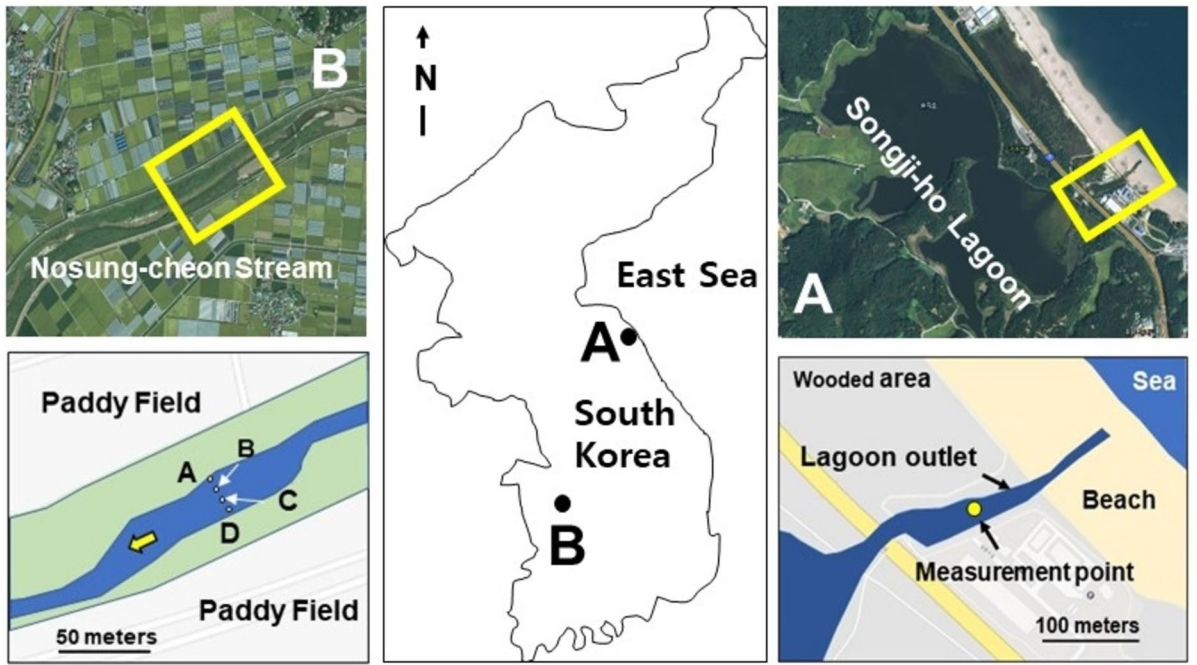 B
Nosung-cheon Stream
Paddy Field
A
B
C
D
Paddy Field
50 meters
N
East Sea
A
South
Korea
B
Songji-ho Lagoon
A
Wooded area
Sea
Lagoon outlet
Beach
Measurement point
100 meters